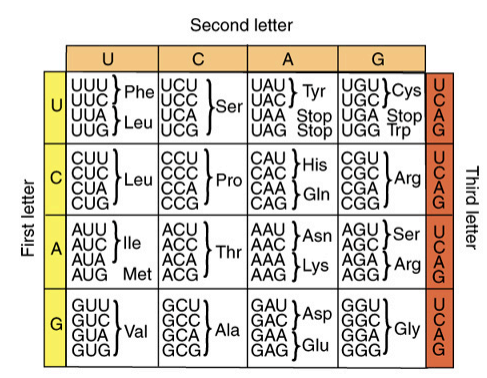 Second letter
U C A G
First letter
Third letter
U
UUU UCU UAU UGU U
UUC Phe UCC UAC Tyr UGC Cys C
UUA UCA Ser UAA Stop UGA Stop A
UUG Leu UCG UAG Stop UGG Trp G
C
CUU CCU CAU CGU U
CUC CCC CAC His CGC C
CUA Leu CCA Pro CAA CGA Arg A
CUG CCG CAG Gln CGG G
A
AUU ACU AAU AGU U
AUC Ile ACC AAC Asn AGC Ser C
AUA ACA Thr AAA AGA A
AUG Met ACG AAG Lys AGG Arg G
G
GUU GCU GAU GGU U
GUC GCC GAC Asp GGC C
GUA Val GCA Ala GAA GGA Gly A
GUG GCG GAG Glu GGG G